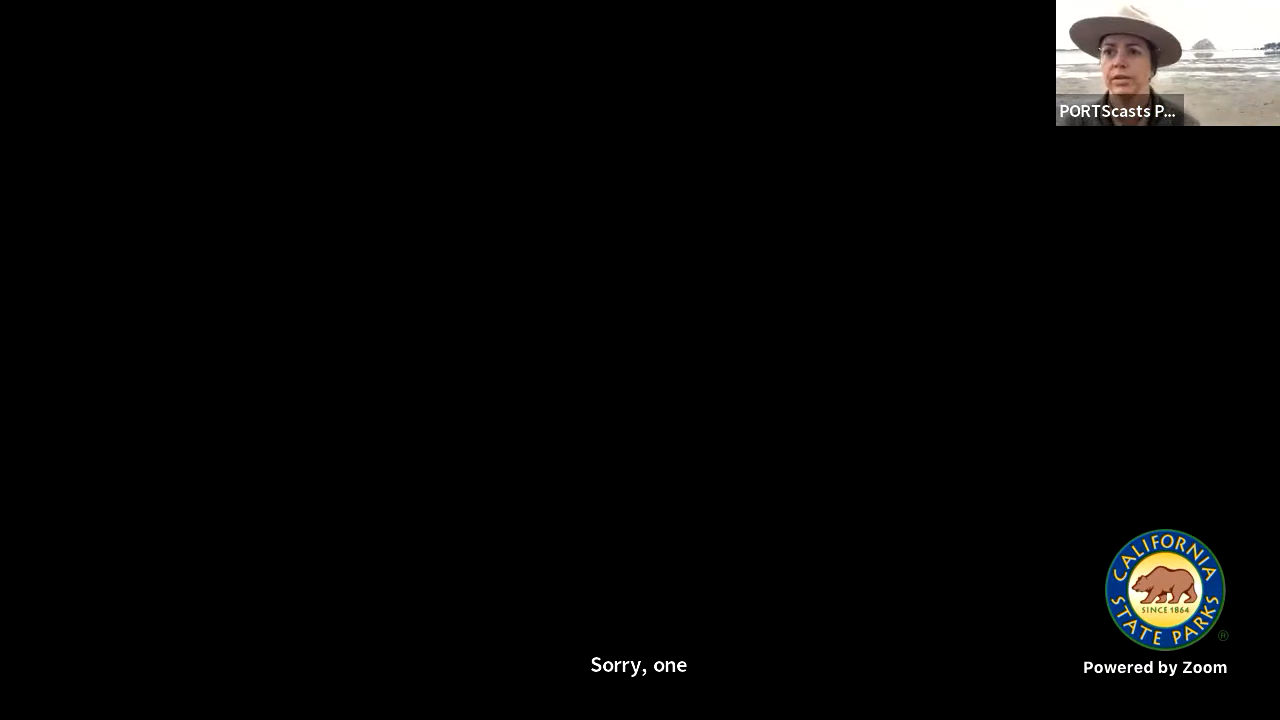 PORTScasts P...
CALIFORNIA
SINCE 1864
STATE PARKS
®
Sorry, one
Powered by Zoom